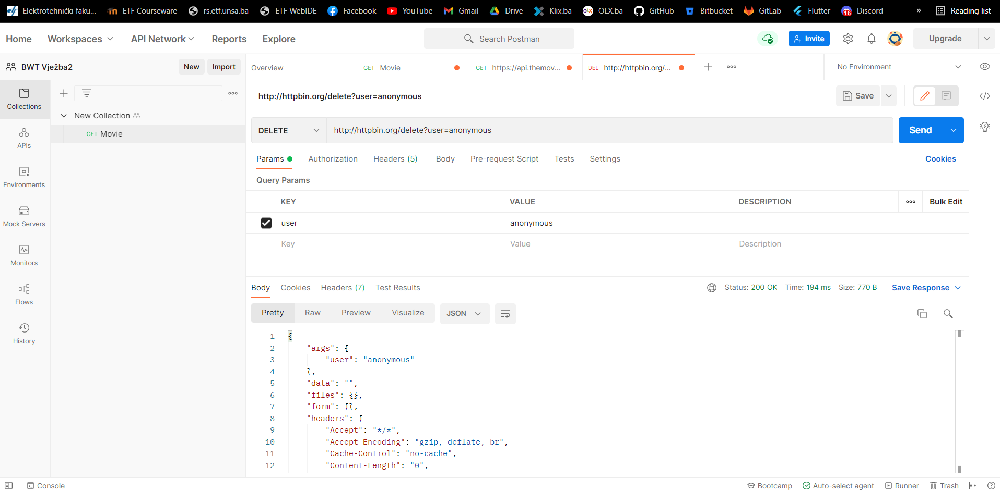 Elektrotehnički faku... ETF Courseware rs.etf.unsa.ba ETF WebIDE Facebook YouTube Gmail Drive Klix.ba OLX.ba GitHub Bitbucket GitLab Flutter 16 Discord » Reading list
Home Workspaces API Network Reports Explore Search Postman Invite Upgrade
BWT Vježba2 New Import Overview GET Movie GET https://api.themov... DEL http://httpbin.org/... No Environment
Collections
APIs
Environments
Mock Servers
Monitors
Flows
History
New Collection
GET Movie
http://httpbin.org/delete?user=anonymous Save
DELETE http://httpbin.org/delete?user=anonymous Send
Params Authorization Headers (5) Body Pre-request Script Tests Settings Cookies
Query Params
KEY VALUE DESCRIPTION Bulk Edit
user anonymous
Key Value Description
Body Cookies Headers (7) Test Results Status: 200 OK Time: 194 ms Size: 770 B Save Response
Pretty Raw Preview Visualize JSON
1 {
2 "args": {
3 "user": "anonymous"
4 },
5 "data": "",
6 "files": {},
7 "form": {},
8 "headers": {
9 "Accept": "*/*",
10 "Accept-Encoding": "gzip, deflate, br",
11 "Cache-Control": "no-cache",
12 "Content-Length": "0",
Console Bootcamp Auto-select agent Runner Trash